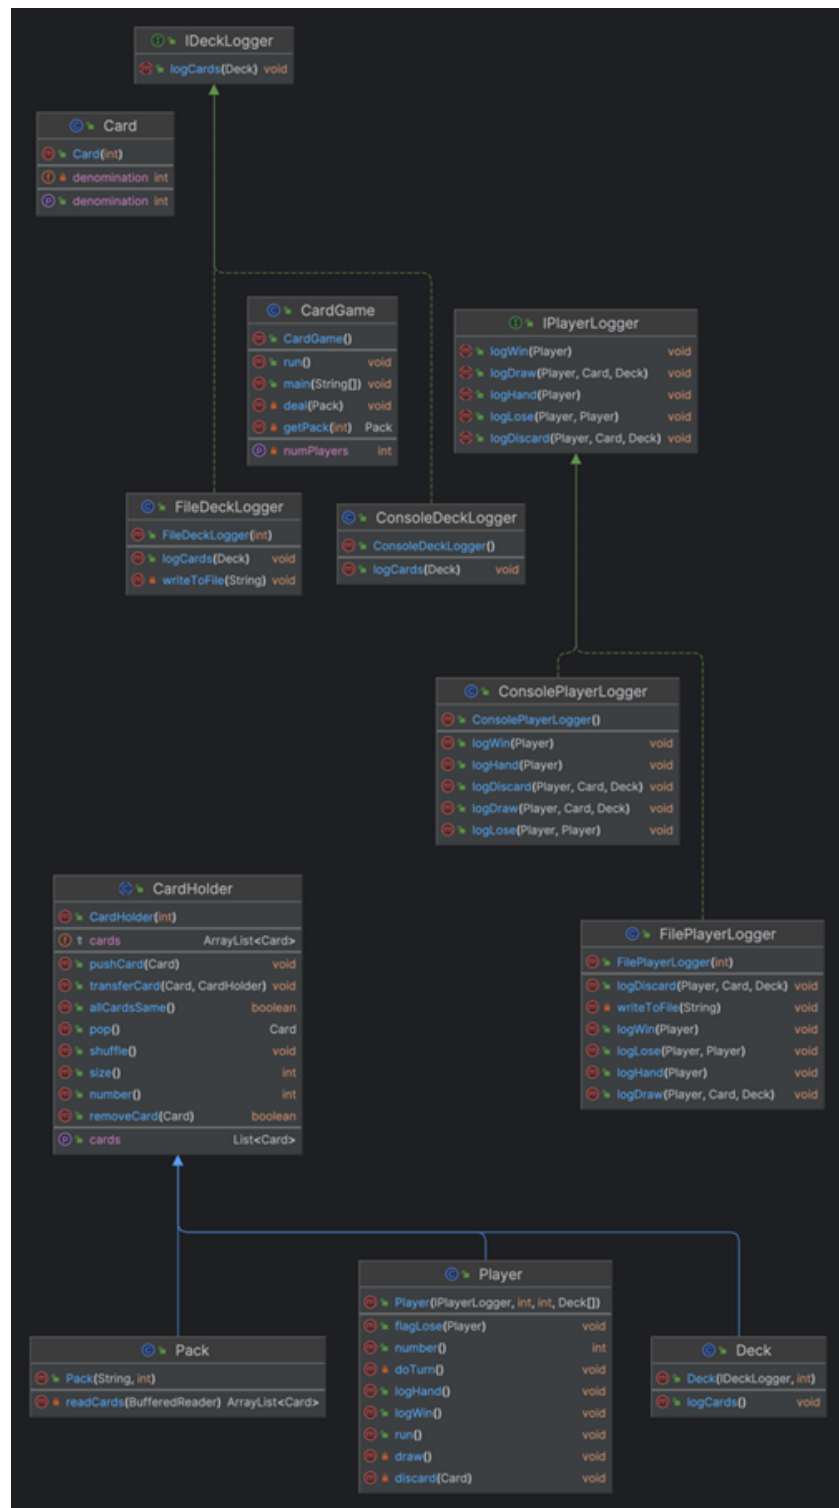 IDeckLogger
logCards(Deck) void
Card
Card(int)
denomination int
denomination int
CardGame
CardGame()
run() void
main(String[]) void
deal(Pack) void
getPack(int) Pack
numPlayers int
IPlayerLogger
logWin(Player) void
logDraw(Player, Card, Deck) void
logHand(Player) void
logLose(Player, Player) void
logDiscard(Player, Card, Deck) void
FileDeckLogger
FileDeckLogger(int)
logCards(Deck) void
writeToFile(String) void
ConsoleDeckLogger
ConsoleDeckLogger()
logCards(Deck) void
ConsolePlayerLogger
ConsolePlayerLogger()
logWin(Player) void
logHand(Player) void
logDiscard(Player, Card, Deck) void
logDraw(Player, Card, Deck) void
logLose(Player, Player) void
CardHolder
CardHolder(int)
cards ArrayList<Card>
pushCard(Card) void
transferCard(Card, CardHolder) void
allCardsSame() boolean
pop() Card
shuffle() void
size() int
number() int
removeCard(Card) boolean
cards List<Card>
FilePlayerLogger
FilePlayerLogger(int)
logDiscard(Player, Card, Deck) void
writeToFile(String) void
logWin(Player) void
logLose(Player, Player) void
logHand(Player) void
logDraw(Player, Card, Deck) void
Player
Player(IPlayerLogger, int, int, Deck[])
flagLose(Player) void
number() int
doTurn() void
logHand() void
logWin() void
run() void
draw() void
discard(Card) void
Pack
Pack(String, int)
readCards(BufferedReader) ArrayList<Card>
Deck
Deck(IDeckLogger, int)
logCards() void